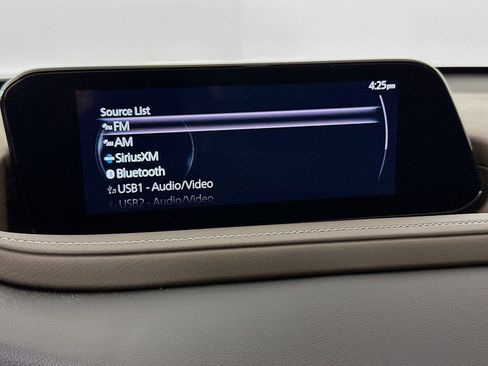 4:25pm
Source List
FM
AM
SiriusXM
Bluetooth
USB1 - Audio/Video
USB2 - Audio/Video